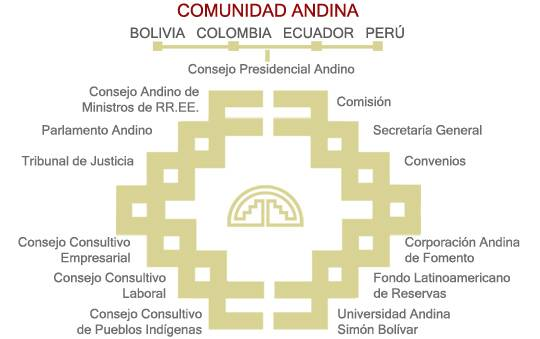 COMUNIDAD ANDINA
BOLIVIA COLOMBIA ECUADOR PERÚ
Consejo Presidencial Andino
Consejo Andino de
Ministros de RR.EE.
Comisión
Parlamento Andino
Secretaría General
Tribunal de Justicia
Convenios
Consejo Consultivo
Empresarial
Corporación Andina
de Fomento
Consejo Consultivo
Laboral
Fondo Latinoamericano
de Reservas
Consejo Consultivo
de Pueblos Indígenas
Universidad Andina
Simón Bolívar